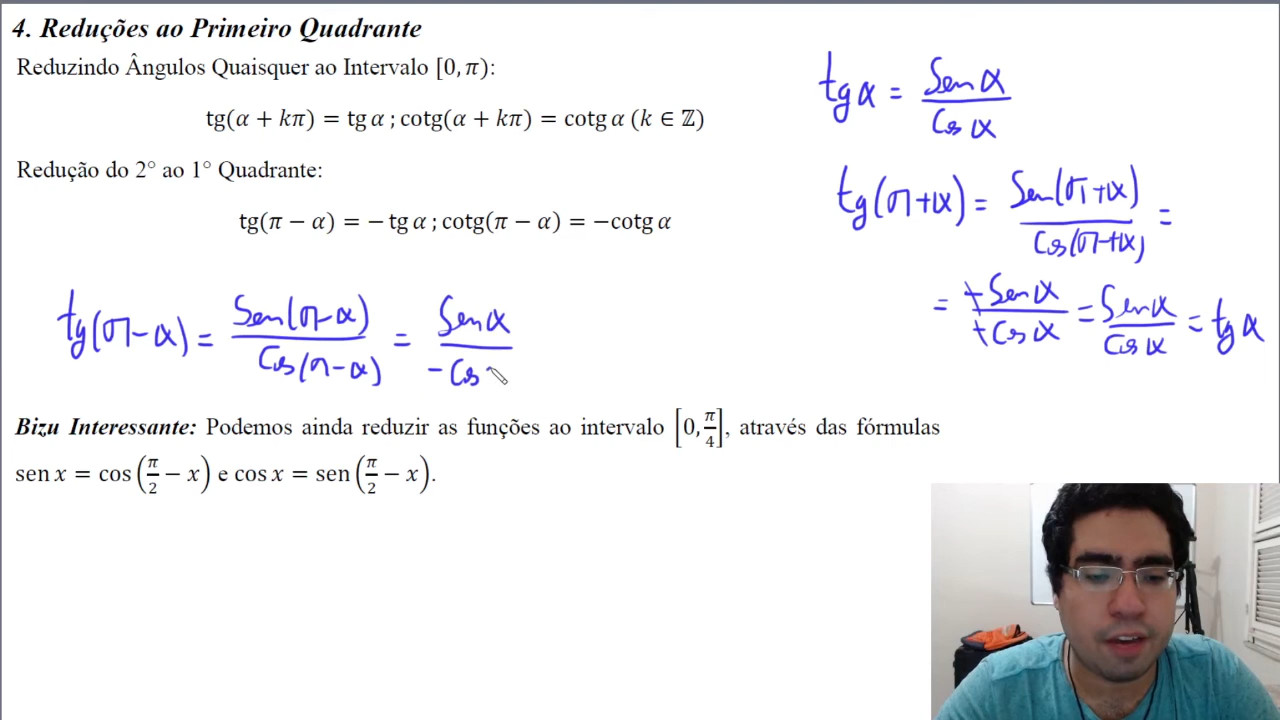 4. Reduções ao Primeiro Quadrante
Reduzindo Ângulos Quaisquer ao Intervalo [0, π):
tg(α + kπ) = tg α ; cotg(α + kπ) = cotg α (k ∈ ℤ)
Redução do 2° ao 1° Quadrante:
tg(π − α) = − tg α ; cotg(π − α) = −cotg α
tg α = Sen α / Cos α
tg(π+α) = Sen(π+α) / Cos(π+α) =
= +Sen α / +Cos α = Sen α / Cos α = tg α
tg(π−α) = Sen(π−α) / Cos(π−α) = Sen α / −Cos
Bizu Interessante: Podemos ainda reduzir as funções ao intervalo [0, π/4], através das fórmulas
sen x = cos(π/2 − x) e cos x = sen(π/2 − x).